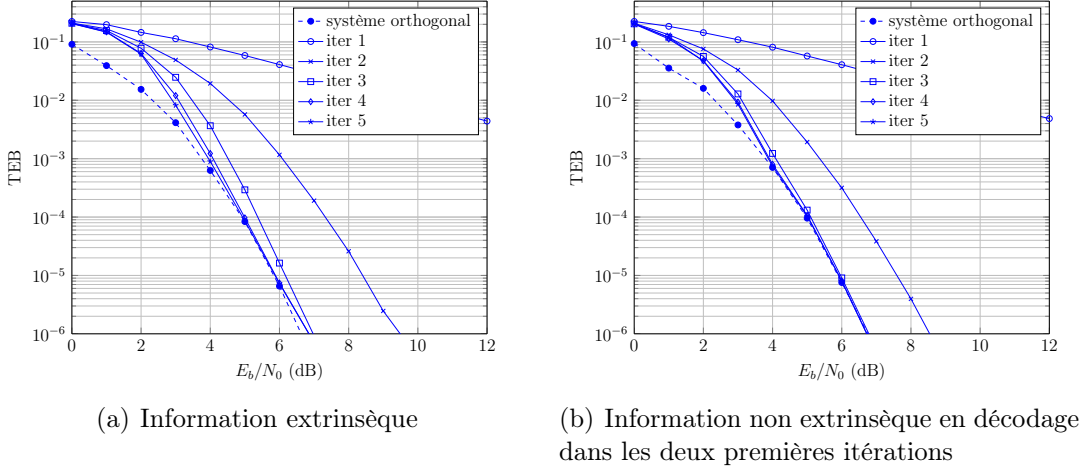 10⁻¹
10⁻²
10⁻³
10⁻⁴
10⁻⁵
10⁻⁶
TEB
0 2 4 6 8 10 12
E_b/N_0 (dB)
système orthogonal
iter 1
iter 2
iter 3
iter 4
iter 5
(a) Information extrinsèque
10⁻¹
10⁻²
10⁻³
10⁻⁴
10⁻⁵
10⁻⁶
TEB
0 2 4 6 8 10 12
E_b/N_0 (dB)
système orthogonal
iter 1
iter 2
iter 3
iter 4
iter 5
(b) Information non extrinsèque en décodage
dans les deux premières itérations